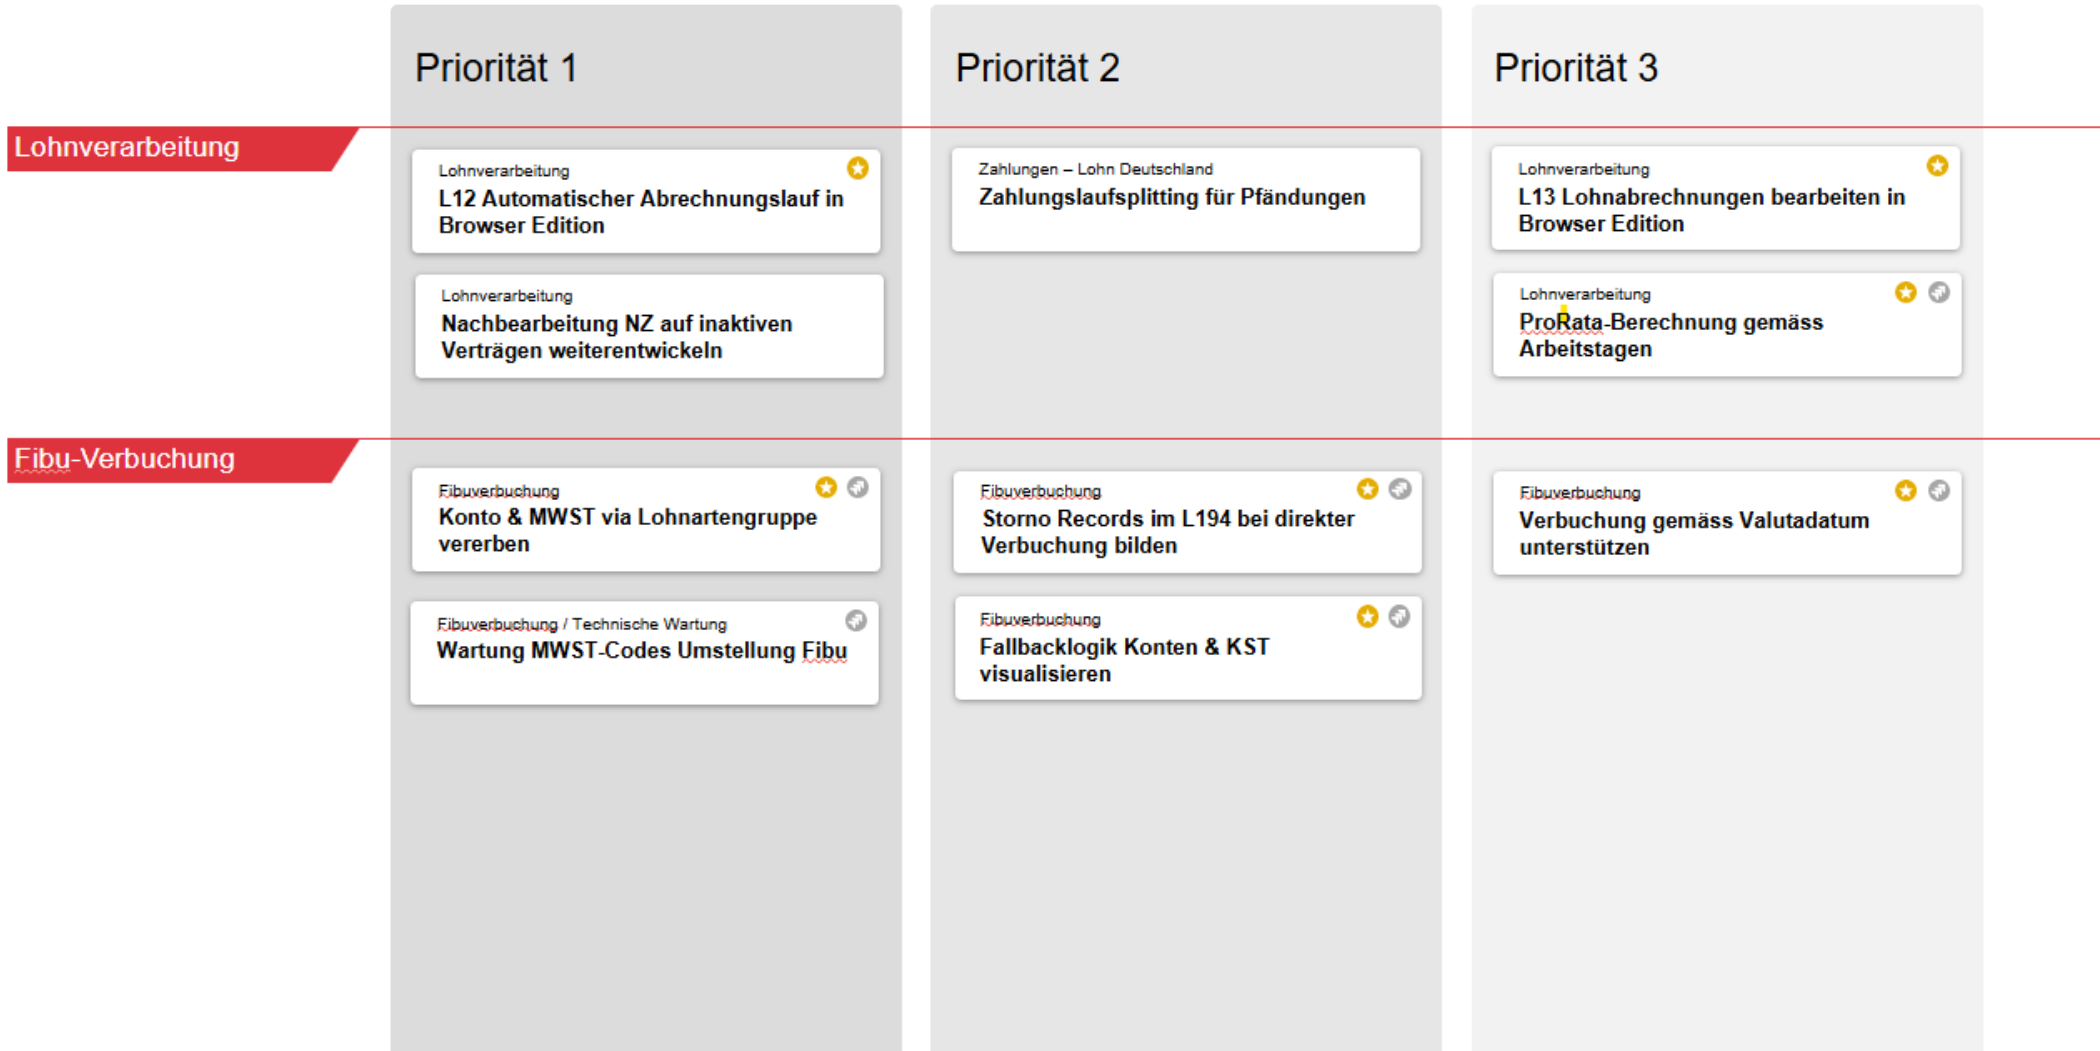 Priorität 1
Priorität 2
Priorität 3
Lohnverarbeitung
Lohnverarbeitung
L12 Automatischer Abrechnungslauf in
Browser Edition
Lohnverarbeitung
Nachbearbeitung NZ auf inaktiven
Verträgen weiterentwickeln
Zahlungen – Lohn Deutschland
Zahlungslaufsplitting für Pfändungen
Lohnverarbeitung
L13 Lohnabrechnungen bearbeiten in
Browser Edition
Lohnverarbeitung
ProRata-Berechnung gemäss
Arbeitstagen
Fibu-Verbuchung
Fibuverbuchung
Konto & MWST via Lohnartengruppe
vererben
Fibuverbuchung / Technische Wartung
Wartung MWST-Codes Umstellung Fibu
Fibuverbuchung
Storno Records im L194 bei direkter
Verbuchung bilden
Fibuverbuchung
Fallbacklogik Konten & KST
visualisieren
Fibuverbuchung
Verbuchung gemäss Valutadatum
unterstützen